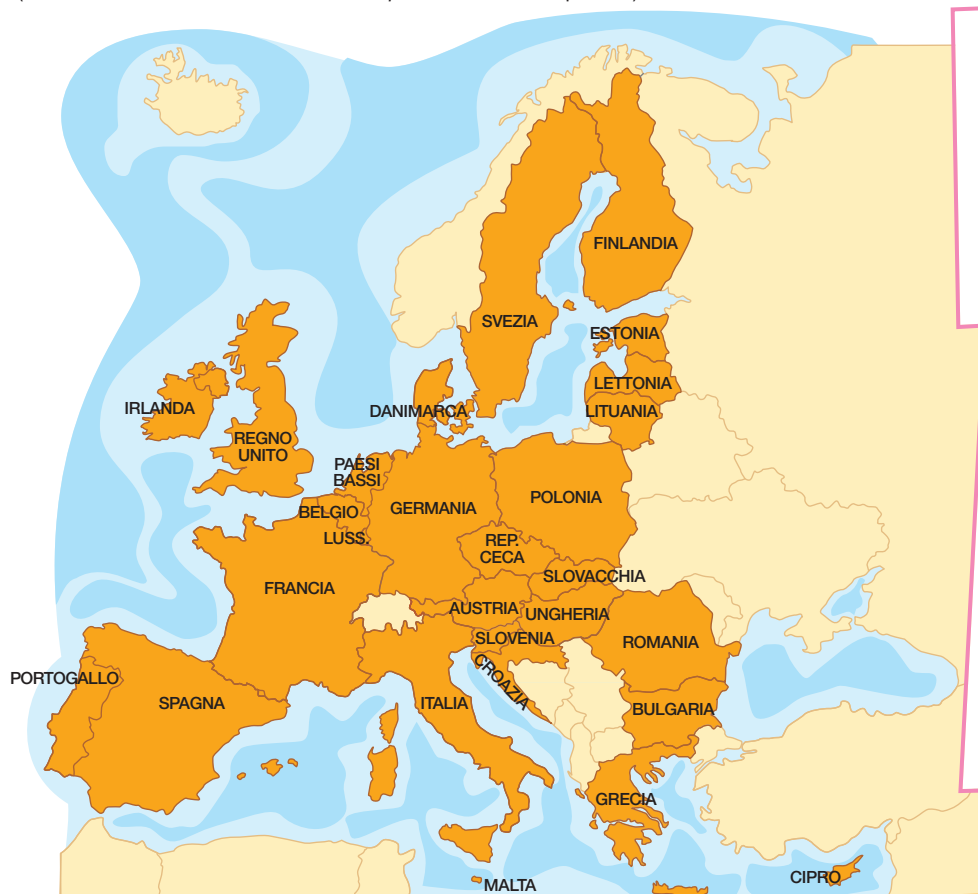 FINLANDIA
SVEZIA
ESTONIA
LETTONIA
LITUANIA
DANIMARCA
IRLANDA
REGNO
UNITO
PAESI
BASSI
BELGIO
LUSS.
GERMANIA
POLONIA
REP.
CECA
SLOVACCHIA
FRANCIA
AUSTRIA
UNGHERIA
SLOVENIA
ROMANIA
CROAZIA
PORTOGALLO
SPAGNA
ITALIA
BULGARIA
GRECIA
CIPRO
MALTA